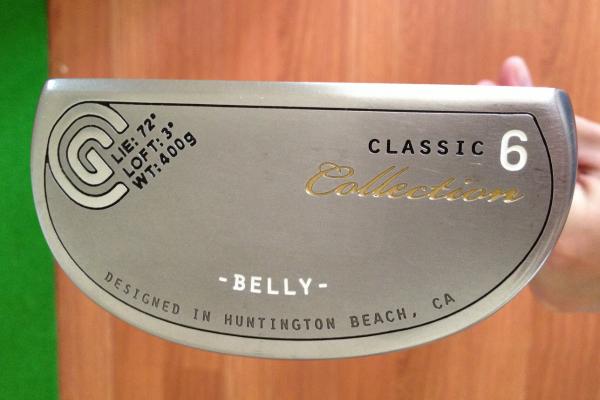 G
LIE: 72°
LOFT: 3°
WT: 400g
CLASSIC 6
Collection
-BELLY-
DESIGNED IN HUNTINGTON BEACH, CA